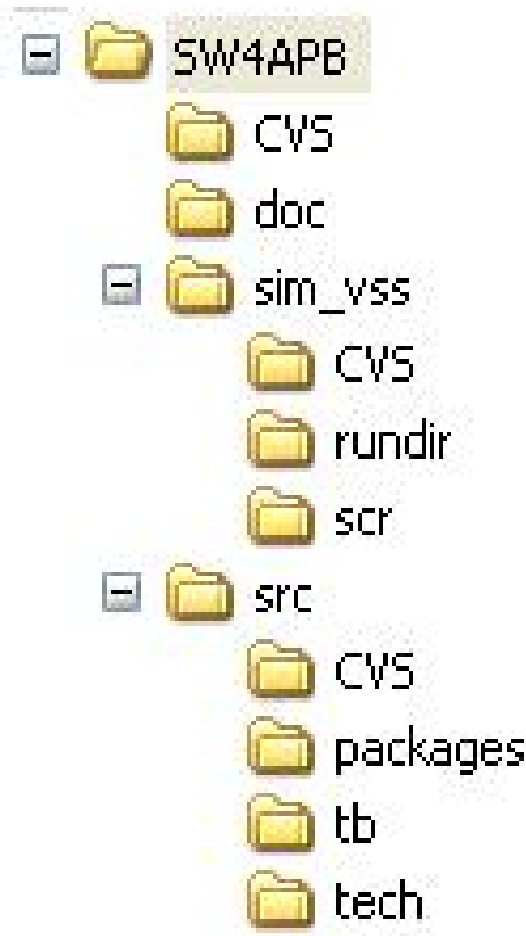 SW4APB
CVS
doc
sim_vss
CVS
rundir
scr
src
CVS
packages
tb
tech